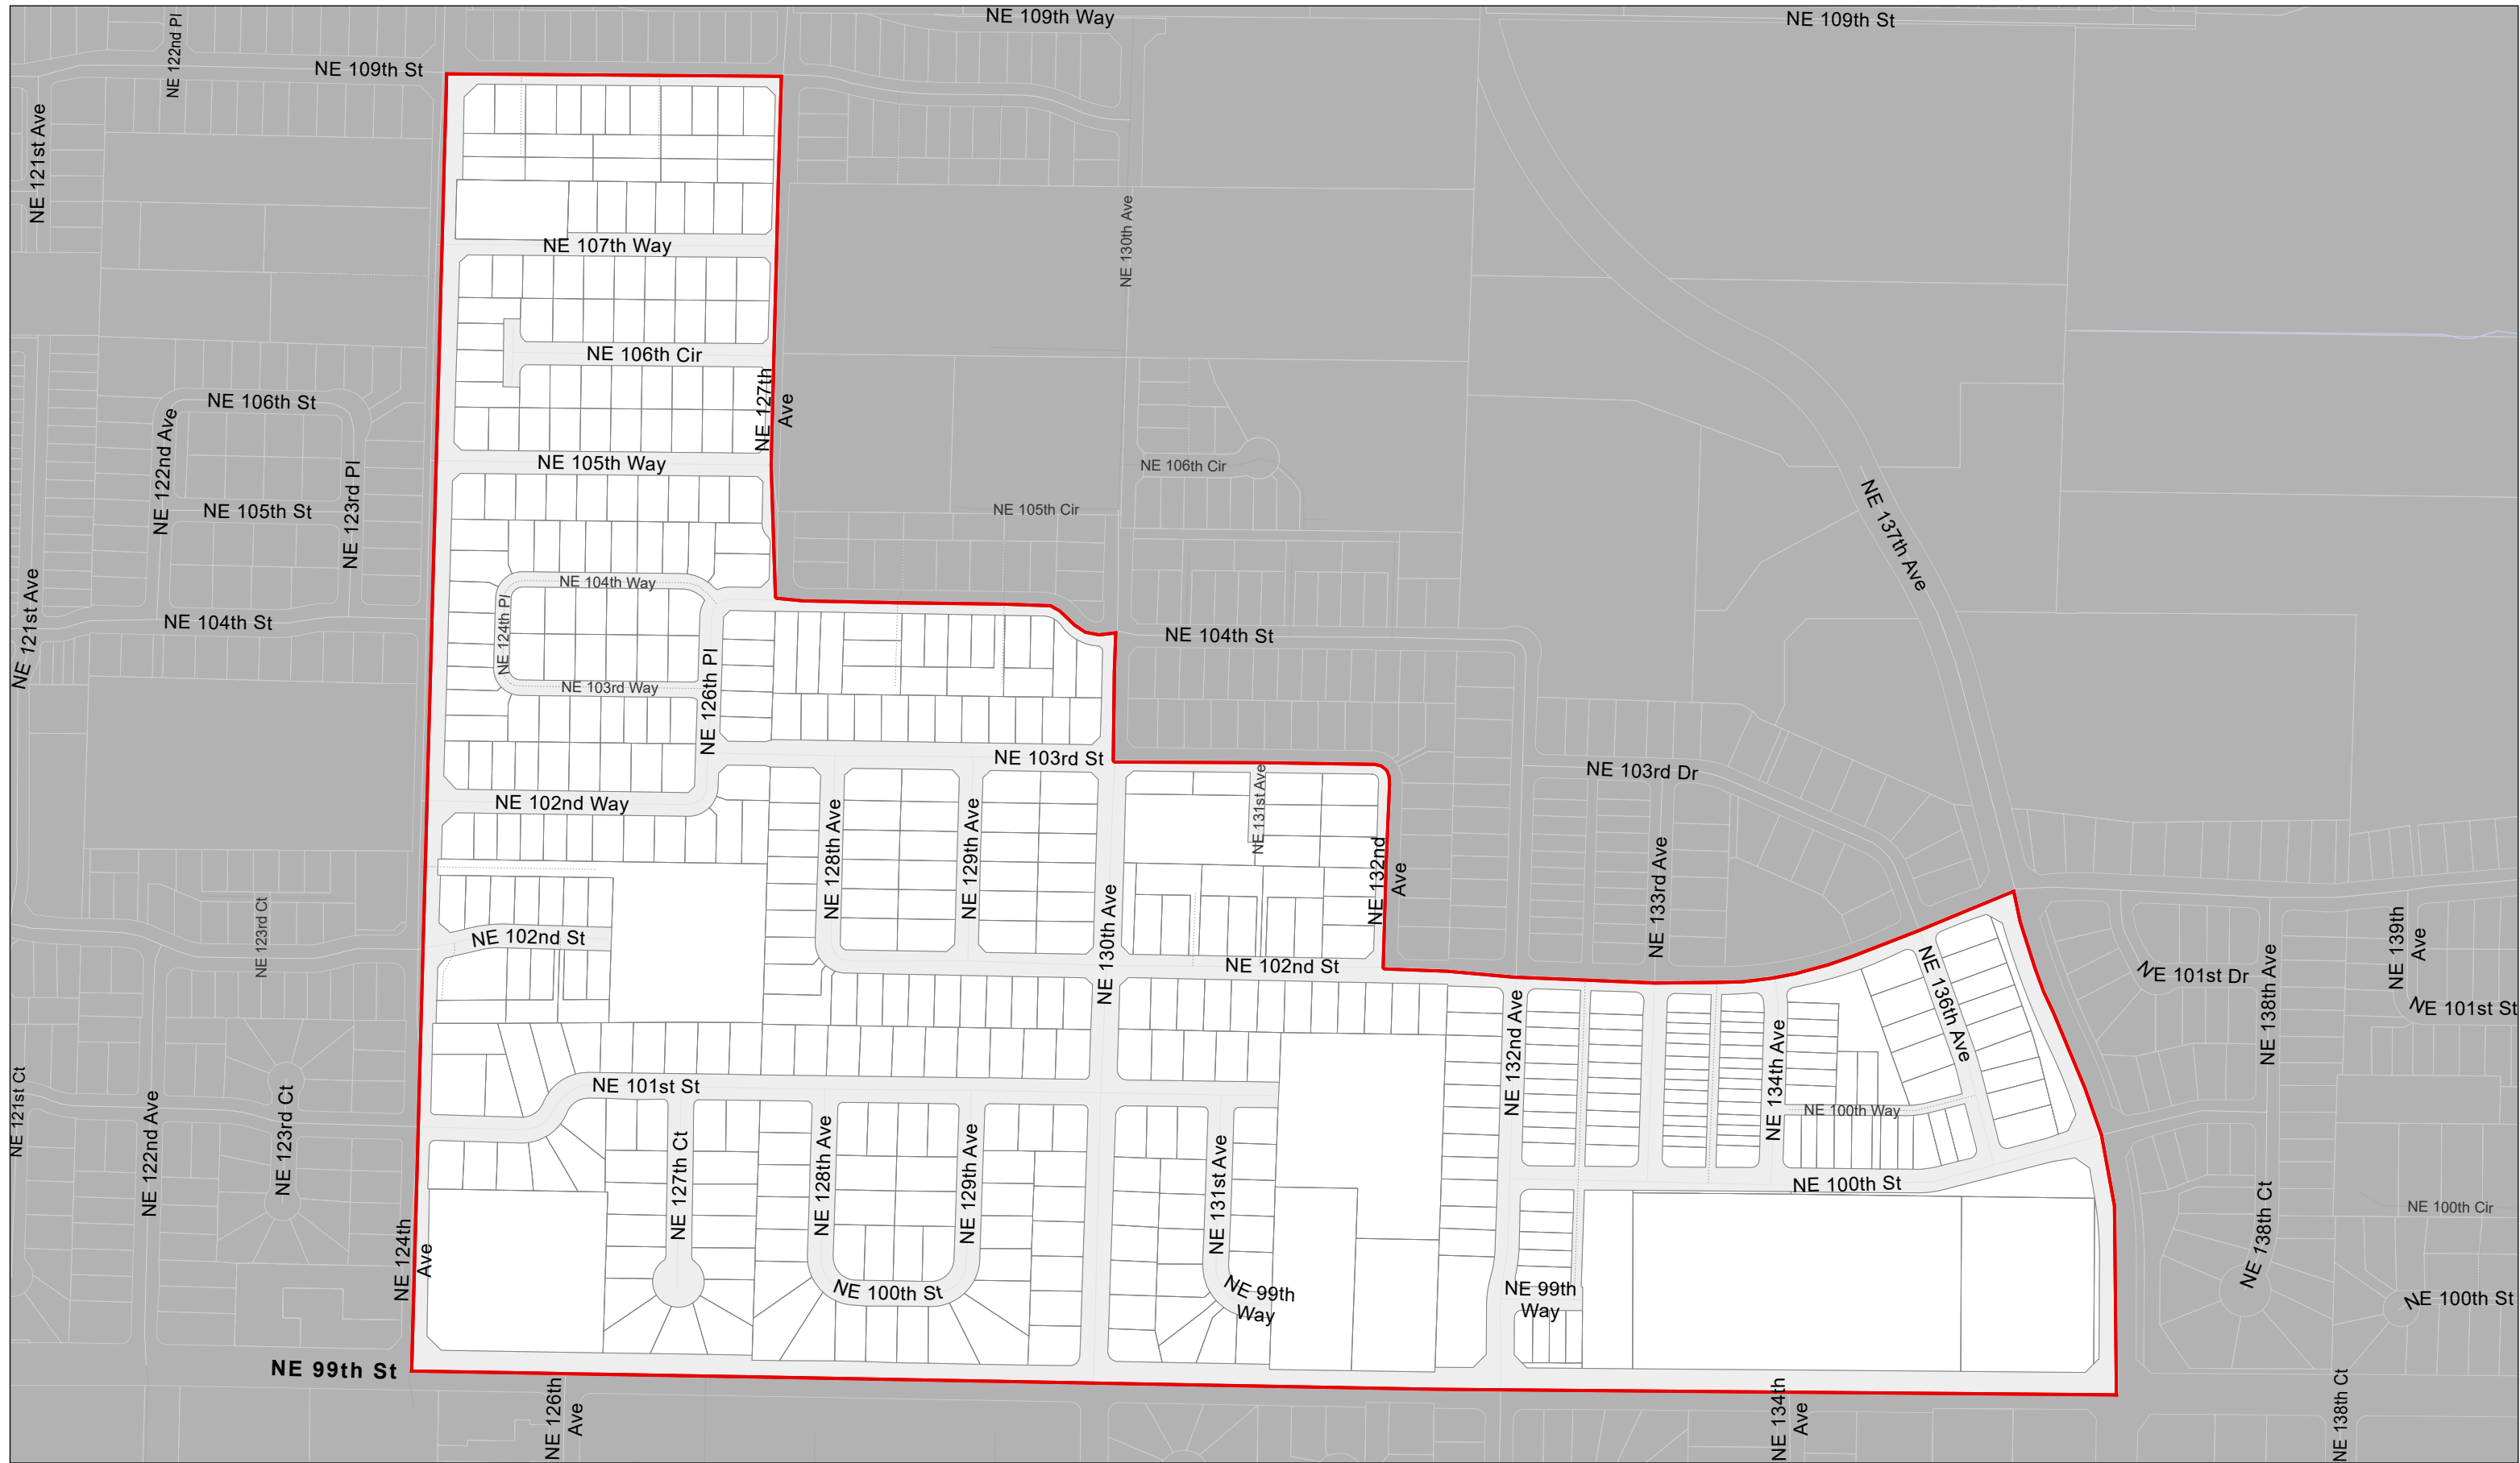 NE 109th Way
NE 109th St
NE 122nd Pl
NE 109th St
NE 121st Ave
NE 130th Ave
NE 107th Way
NE 106th Cir
NE 127th
Ave
NE 106th St
NE 122nd Ave
NE 123rd Pl
NE 105th Way
NE 106th Cir
NE 105th St
NE 105th Cir
NE 137th Ave
NE 104th Way
NE 124th Pl
NE 121st Ave
NE 104th St
NE 104th St
NE 103rd Way
NE 126th Pl
NE 103rd St
NE 103rd Dr
NE 102nd Way
NE 131st Ave
NE 128th Ave
NE 129th Ave
NE 132nd
Ave
NE 133rd Ave
NE 123rd Ct
NE 102nd St
NE 130th Ave
NE 102nd St
NE 136th Ave
NE 139th
Ave
NE 101st Dr
NE 138th Ave
NE 101st St
NE 132nd Ave
NE 134th Ave
NE 101st St
NE 121st Ct
NE 122nd Ave
NE 123rd Ct
NE 100th Way
NE 127th Ct
NE 128th Ave
NE 129th Ave
NE 131st Ave
NE 100th St
NE 100th Cir
NE 138th Ct
NE 124th
Ave
NE 100th St
NE 99th
Way
NE 99th
Way
NE 100th St
NE 99th St
NE 126th
Ave
NE 134th
Ave
NE 138th Ct